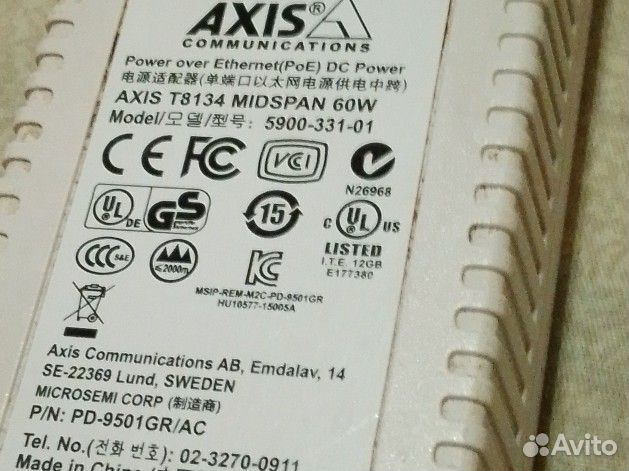 AXIS®
COMMUNICATIONS
Power over Ethernet(PoE) DC Power
电源适配器(单端口以太网电源供电中跨)
AXIS T8134 MIDSPAN 60W
Model/모델/型号: 5900-331-01
CE FC VCCI
N26968
UL DE GS 15 C UL US
LISTED
I.T.E. 12GB
E177380
CCC S&E ≤2000m
MSIP-REM-M2C-PD-9501GR
HU10577-15005A
Axis Communications AB, Emdalav, 14
SE-22369 Lund, SWEDEN
MICROSEMI CORP (制造商)
P/N: PD-9501GR/AC
Tel. No.(전화 번호): 02-3270-0911
Made in China
Avito